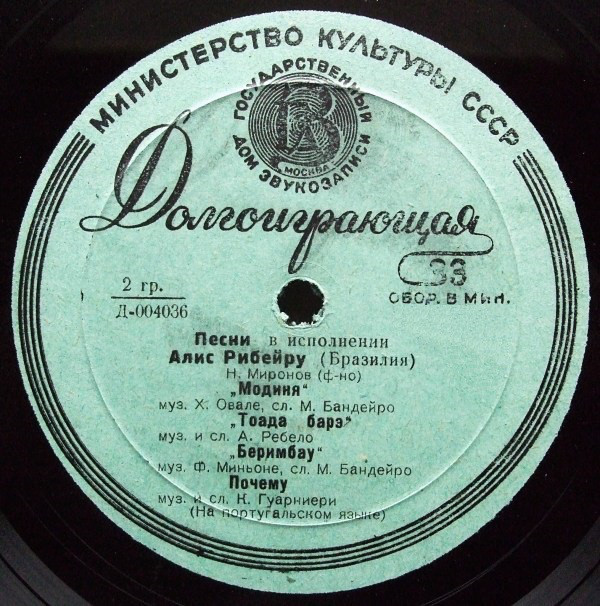 МИНИСТЕРСТВО КУЛЬТУРЫ СССР
ГОСУДАРСТВЕННЫЙ
ДОМ ЗВУКОЗАПИСИ
МОСКВА
Долгоиграющая
33
ОБОР. В МИН.
2 гр.
Д-004036
Песни в исполнении
Алис Рибейру (Бразилия)
Н. Миронов (ф-но)
„Модиня“
муз. Х. Овале, сл. М. Бандейро
„Тоада барэ“
муз. и сл. А. Ребело
„Беримбау“
муз. Ф. Миньоне, сл. М. Бандейро
Почему
муз. и сл. К. Гуарниери
(На португальском языке)